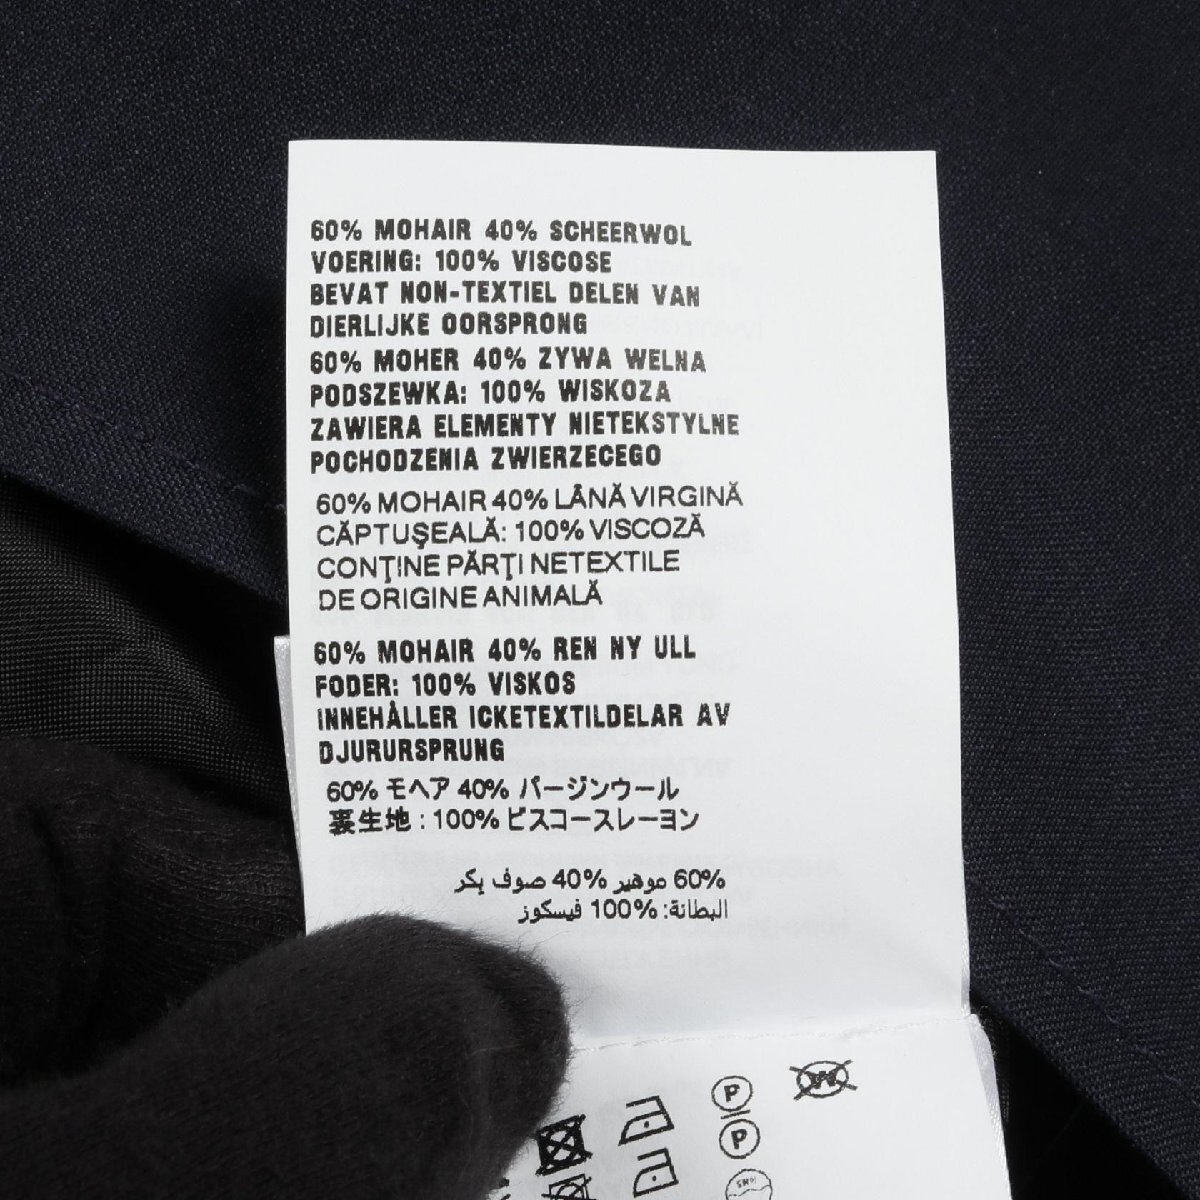 60% MOHAIR 40% SCHEERWOL
VOERING: 100% VISCOSE
BEVAT NON-TEXTIEL DELEN VAN
DIERLIJKE OORSPRONG
60% MOHER 40% ZYWA WELNA
PODSZEWKA: 100% WISKOZA
ZAWIERA ELEMENTY NIETEKSTYLNE
POCHODZENIA ZWIERZECEGO
60% MOHAIR 40% LÂNĂ VIRGINĂ
CĂPTUŞEALĂ: 100% VISCOZĂ
CONŢINE PĂRŢI NETEXTILE
DE ORIGINE ANIMALĂ
60% MOHAIR 40% REN NY ULL
FODER: 100% VISKOS
INNEHÅLLER ICKETEXTILDELAR AV
DJURURSPRUNG
60% モヘア 40% バージンウール
裏生地 : 100% ビスコースレーヨン
60% موهير 40% صوف بكر
البطانة: 100% فيسكوز
P
P